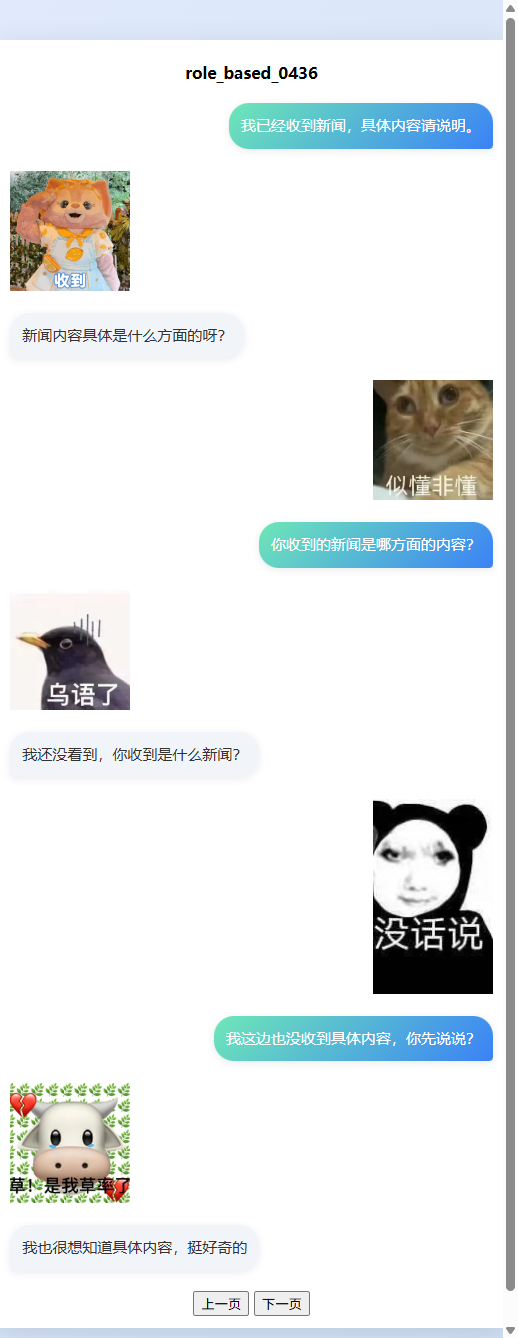 role_based_0436
我已经收到新闻，具体内容请说明。
收到
新闻内容具体是什么方面的呀？
似懂非懂
你收到的新闻是哪方面的内容？
乌语了
我还没看到，你收到是什么新闻？
没话说
我这边也没收到具体内容，你先说说？
草！是我草率了
我也很想知道具体内容，挺好奇的
上一页 下一页